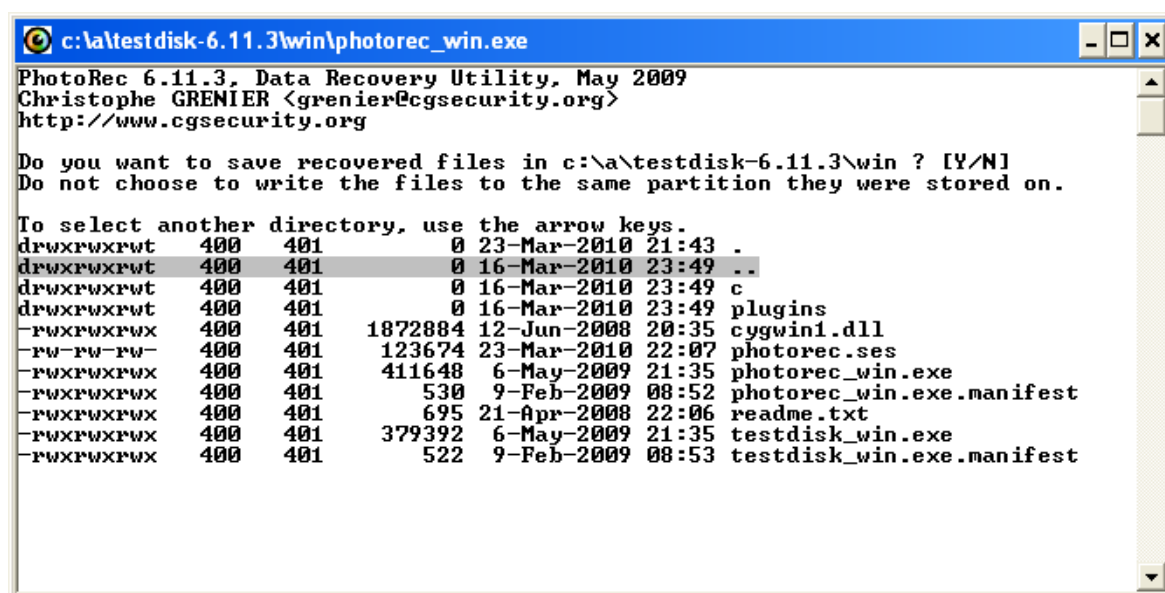 c:\a\testdisk-6.11.3\win\photorec_win.exe
PhotoRec 6.11.3, Data Recovery Utility, May 2009
Christophe GRENIER <grenier@cgsecurity.org>
http://www.cgsecurity.org
Do you want to save recovered files in c:\a\testdisk-6.11.3\win ? [Y/N]
Do not choose to write the files to the same partition they were stored on.
To select another directory, use the arrow keys.
drwxrwxrwt 400 401 0 23-Mar-2010 21:43 .
drwxrwxrwt 400 401 0 16-Mar-2010 23:49 ..
drwxrwxrwt 400 401 0 16-Mar-2010 23:49 c
drwxrwxrwt 400 401 0 16-Mar-2010 23:49 plugins
-rwxrwxrwx 400 401 1872884 12-Jun-2008 20:35 cygwin1.dll
-rw-rw-rw- 400 401 123674 23-Mar-2010 22:07 photorec.ses
-rwxrwxrwx 400 401 411648 6-May-2009 21:35 photorec_win.exe
-rwxrwxrwx 400 401 530 9-Feb-2009 08:52 photorec_win.exe.manifest
-rwxrwxrwx 400 401 695 21-Apr-2008 22:06 readme.txt
-rwxrwxrwx 400 401 379392 6-May-2009 21:35 testdisk_win.exe
-rwxrwxrwx 400 401 522 9-Feb-2009 08:53 testdisk_win.exe.manifest